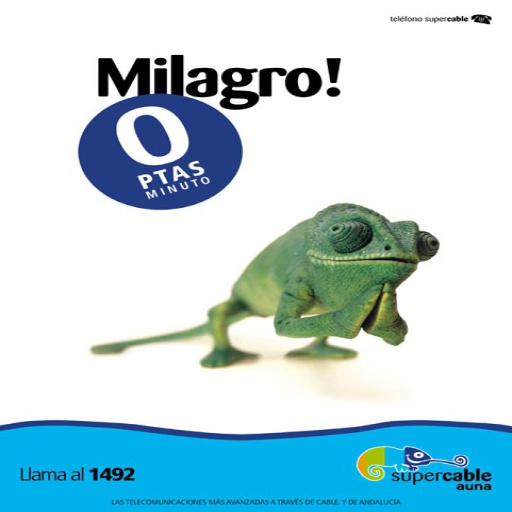 teléfono supercable
Milagro!
0
PTAS
MINUTO
Llama al 1492
supercable
auna
LAS TELECOMUNICACIONES MÁS AVANZADAS A TRAVÉS DE CABLE. Y DE ANDALUCÍA